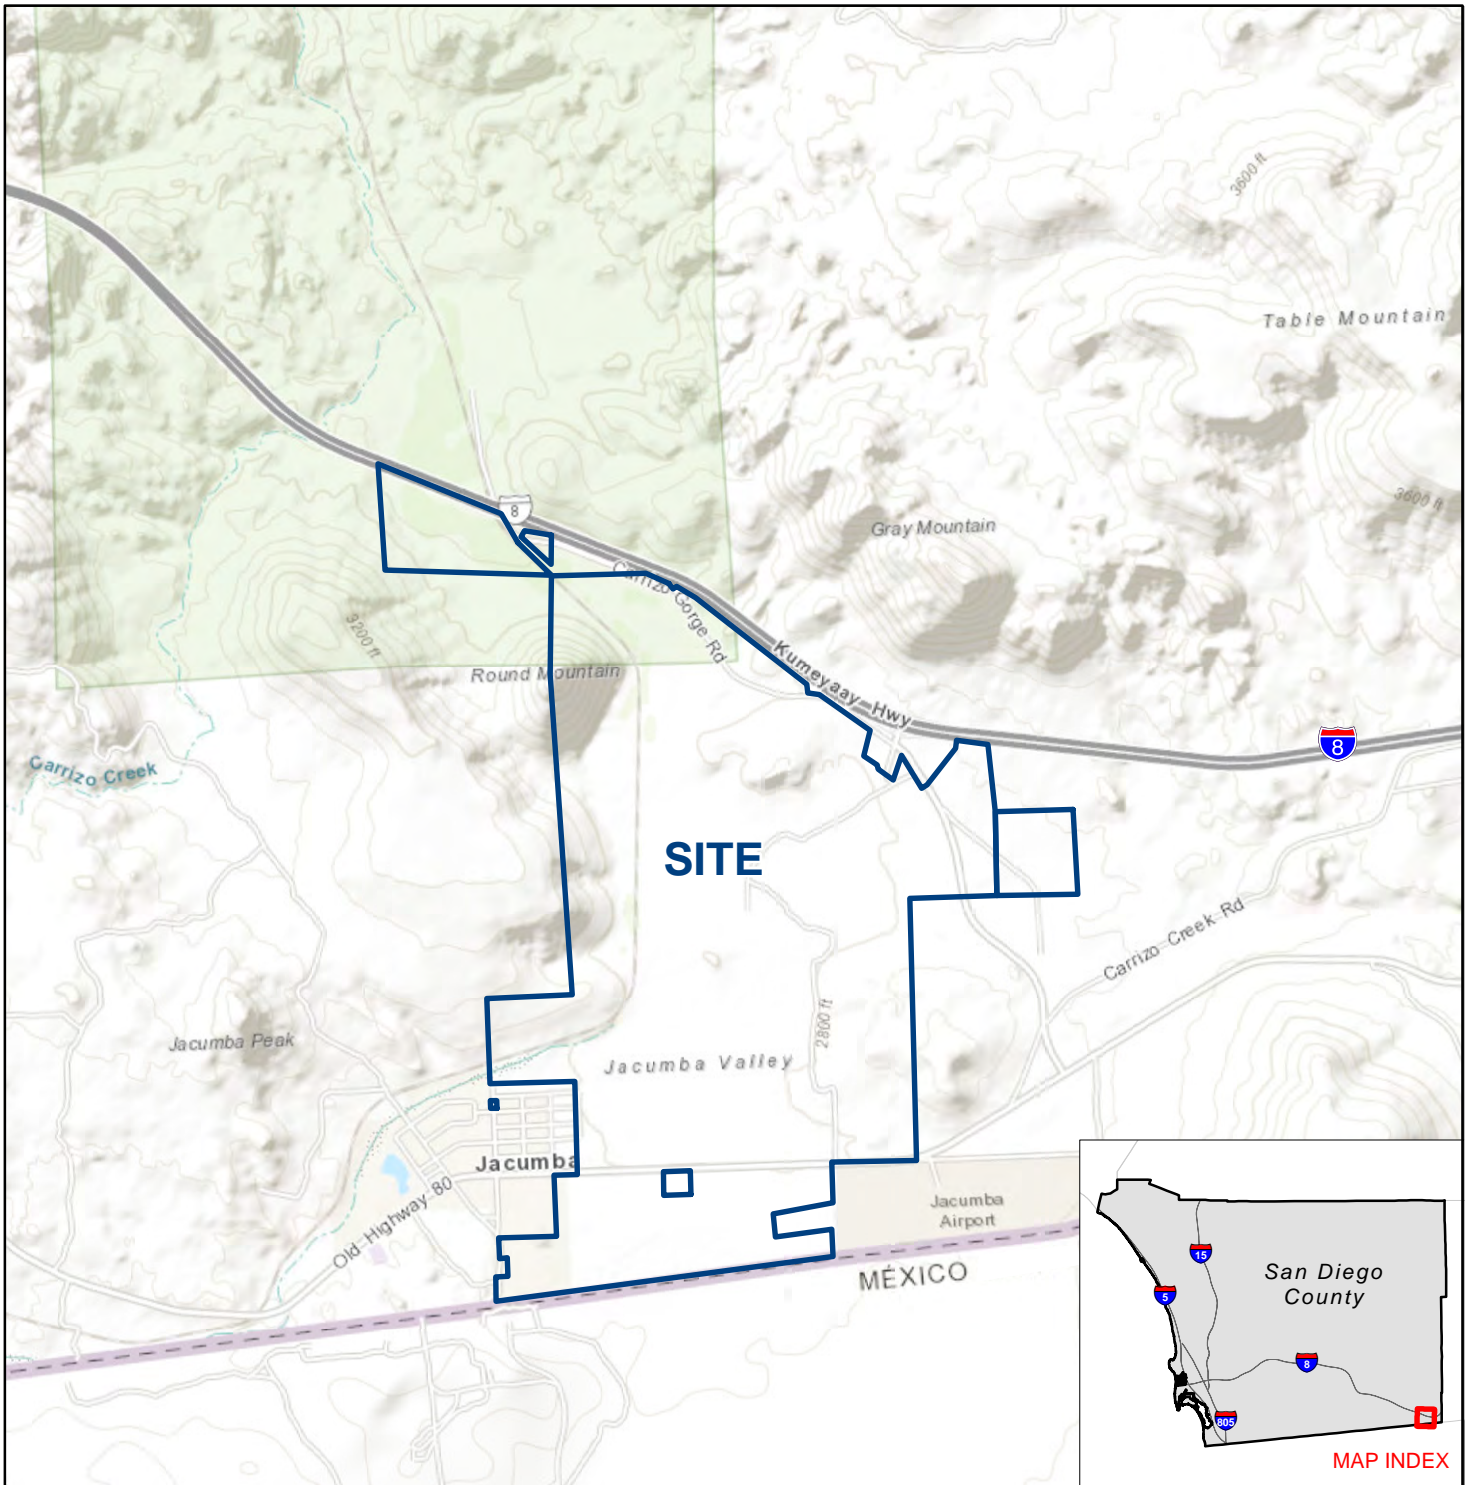 3600 ft
Table Mountain
3600 ft
8
Gray Mountain
Carrizo Gorge Rd
3200 ft
Round Mountain
Kumeyaay Hwy
8
Carrizo Creek
SITE
Carrizo Creek Rd
2800 ft
Jacumba Peak
Jacumba Valley
Jacumba
Old Highway 80
Jacumba
Airport
MÉXICO
15
San Diego
County
5
8
805
MAP INDEX